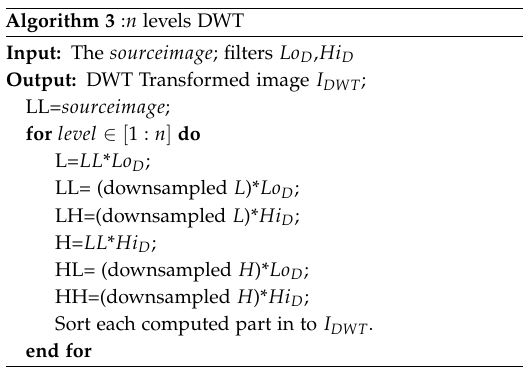 Algorithm 3 :n levels DWT
Input: The sourceimage; filters Lo_D,Hi_D
Output: DWT Transformed image I_DWT;
LL=sourceimage;
for level ∈ [1 : n] do
L=LL*Lo_D;
LL= (downsampled L)*Lo_D;
LH=(downsampled L)*Hi_D;
H=LL*Hi_D;
HL= (downsampled H)*Lo_D;
HH=(downsampled H)*Hi_D;
Sort each computed part in to I_DWT.
end for